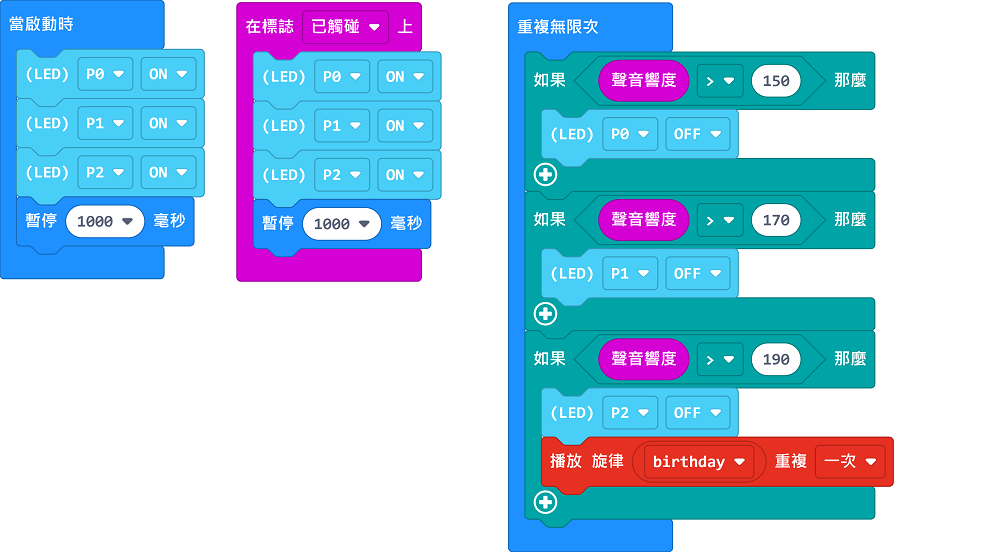 當啟動時
(LED) P0 ON
(LED) P1 ON
(LED) P2 ON
暫停 1000 毫秒
在標誌 已觸碰 上
(LED) P0 ON
(LED) P1 ON
(LED) P2 ON
暫停 1000 毫秒
重複無限次
如果 聲音響度 > 150 那麼
(LED) P0 OFF
如果 聲音響度 > 170 那麼
(LED) P1 OFF
如果 聲音響度 > 190 那麼
(LED) P2 OFF
播放 旋律 birthday 重複 一次